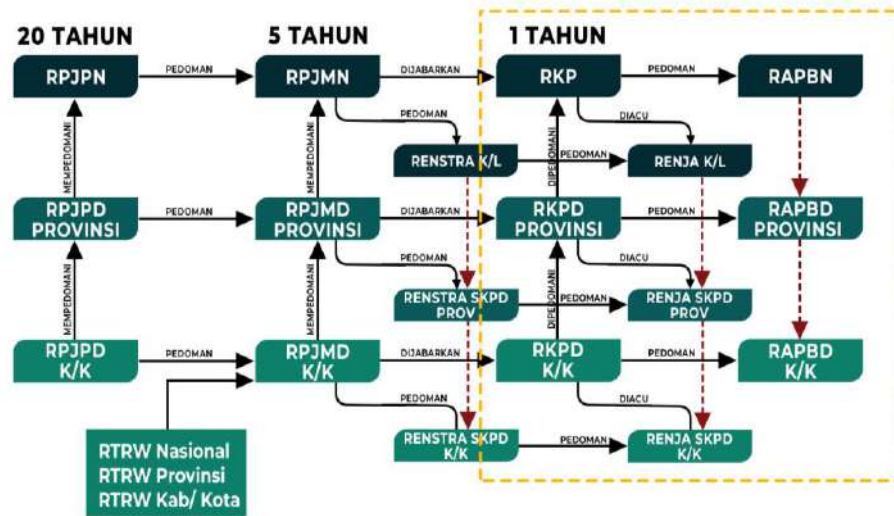 20 TAHUN
5 TAHUN
1 TAHUN
RPJPN
PEDOMAN
RPJMN
DIJABARKAN
RKP
PEDOMAN
RAPBN
PEDOMAN
DIACU
MEMPEDOMANI
MEMPEDOMANI
DIPEDOMANI
RENSTRA K/L
PEDOMAN
RENJA K/L
RPJPD
PROVINSI
PEDOMAN
RPJMD
PROVINSI
DIJABARKAN
RKPD
PROVINSI
PEDOMAN
RAPBD
PROVINSI
PEDOMAN
DIACU
MEMPEDOMANI
MEMPEDOMANI
DIPEDOMANI
RENSTRA SKPD
PROV
PEDOMAN
RENJA SKPD
PROV
RPJPD
K/K
PEDOMAN
RPJMD
K/K
DIJABARKAN
RKPD
K/K
PEDOMAN
RAPBD
K/K
PEDOMAN
DIACU
RENSTRA SKPD
K/K
PEDOMAN
RENJA SKPD
K/K
RTRW Nasional
RTRW Provinsi
RTRW Kab/ Kota